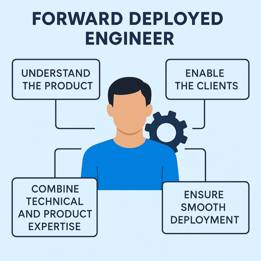 FORWARD DEPLOYED
ENGINEER
UNDERSTAND
THE PRODUCT
ENABLE
THE CLIENTS
COMBINE
TECHNICAL
AND PRODUCT
EXPERTISE
ENSURE
SMOOTH
DEPLOYMENT